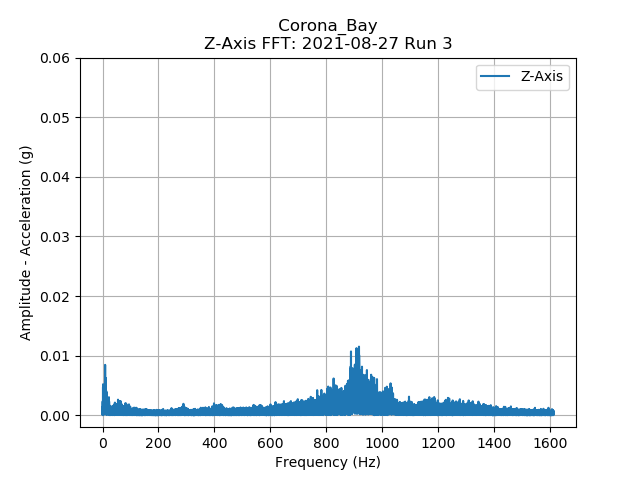 Corona_Bay
Z-Axis FFT: 2021-08-27 Run 3
Z-Axis
0.06
0.05
0.04
0.03
0.02
0.01
0.00
Amplitude - Acceleration (g)
0 200 400 600 800 1000 1200 1400 1600
Frequency (Hz)